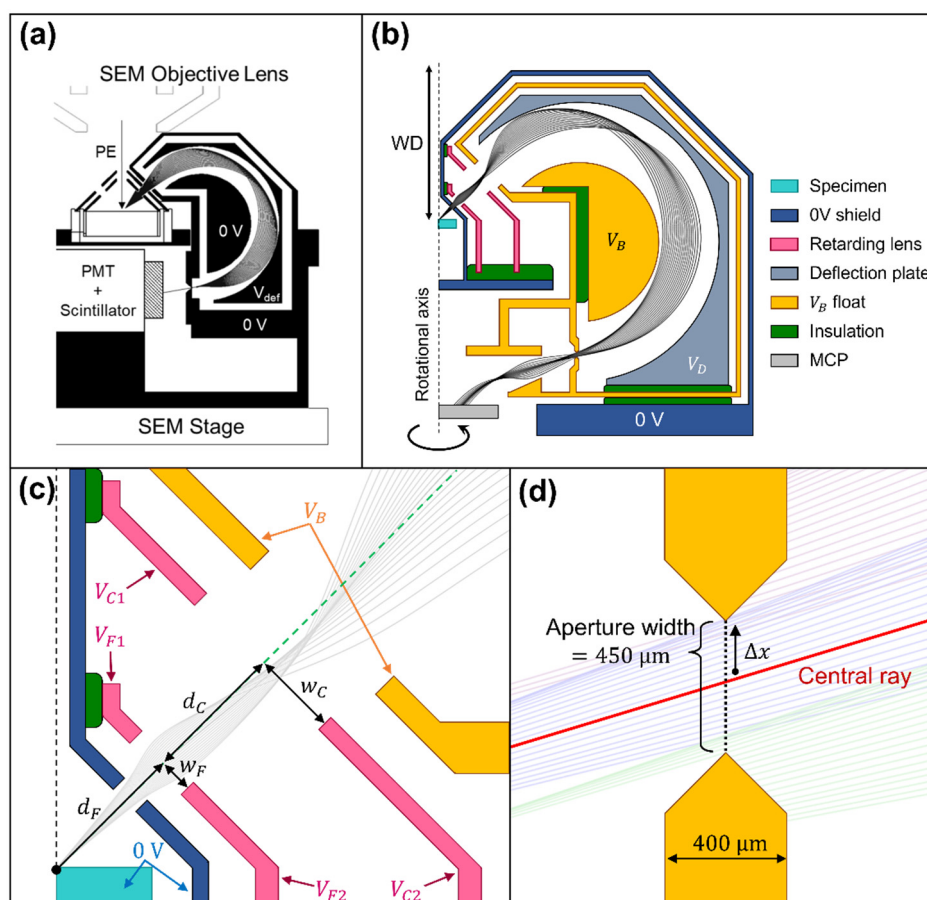 (a)
SEM Objective Lens
PE
0 V
PMT
+
Scintillator
V_def
0 V
SEM Stage
(b)
WD
Rotational axis
V_B
V_D
0 V
Specimen
0V shield
Retarding lens
Deflection plate
V_B float
Insulation
MCP
(c)
V_B
V_C1
V_F1
d_C
w_C
w_F
d_F
0 V
V_F2
V_C2
(d)
Aperture width
= 450 μm
Δx
Central ray
400 μm